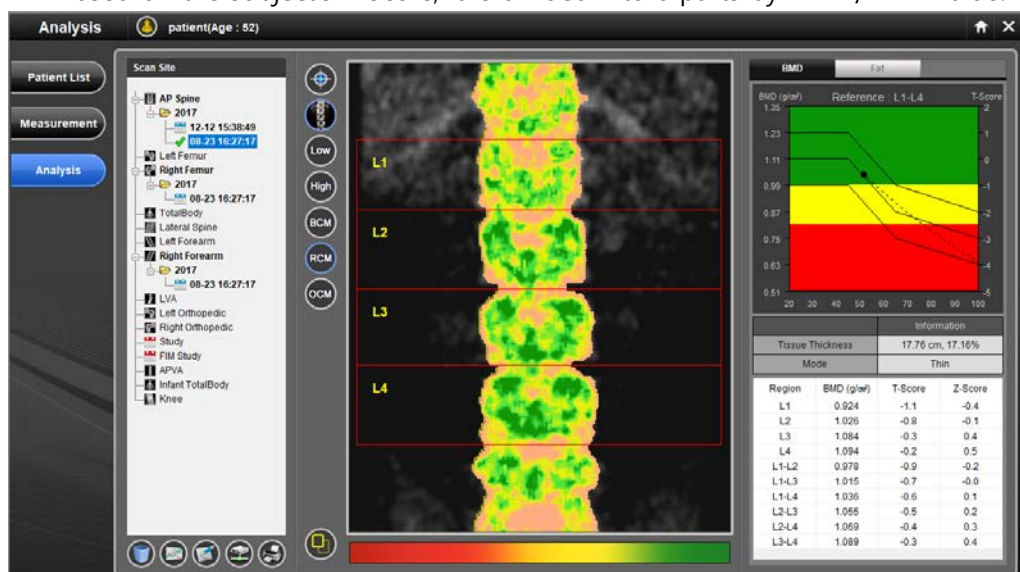 Analysis
patient(Age : 52)
Patient List
Measurement
Analysis
Scan Site
AP Spine
2017
12-12 15:38:49
08-23 16:27:17
Left Femur
Right Femur
2017
08-23 16:27:17
TotalBody
Lateral Spine
Left Forearm
Right Forearm
2017
08-23 16:27:17
LVA
Left Orthopedic
Right Orthopedic
Study
FIM Study
APVA
Infant TotalBody
Knee
Low
High
BCM
RCM
OCM
L1
L2
L3
L4
BMD Fat
BMD (g/㎠) Reference : L1-L4 T-Score
1.35 2
1.23 1
1.11 0
0.99 -1
0.87 -2
0.75 -3
0.63 -4
0.51 -5
20 30 40 50 60 70 80 90 100
Information
Tissue Thickness 17.76 cm, 17.16%
Mode Thin
Region BMD (g/㎠) T-Score Z-Score
L1 0.924 -1.1 -0.4
L2 1.026 -0.8 -0.1
L3 1.084 -0.3 0.4
L4 1.094 -0.2 0.5
L1-L2 0.978 -0.9 -0.2
L1-L3 1.015 -0.7 -0.0
L1-L4 1.036 -0.6 0.1
L2-L3 1.055 -0.5 0.2
L2-L4 1.069 -0.4 0.3
L3-L4 1.089 -0.3 0.4